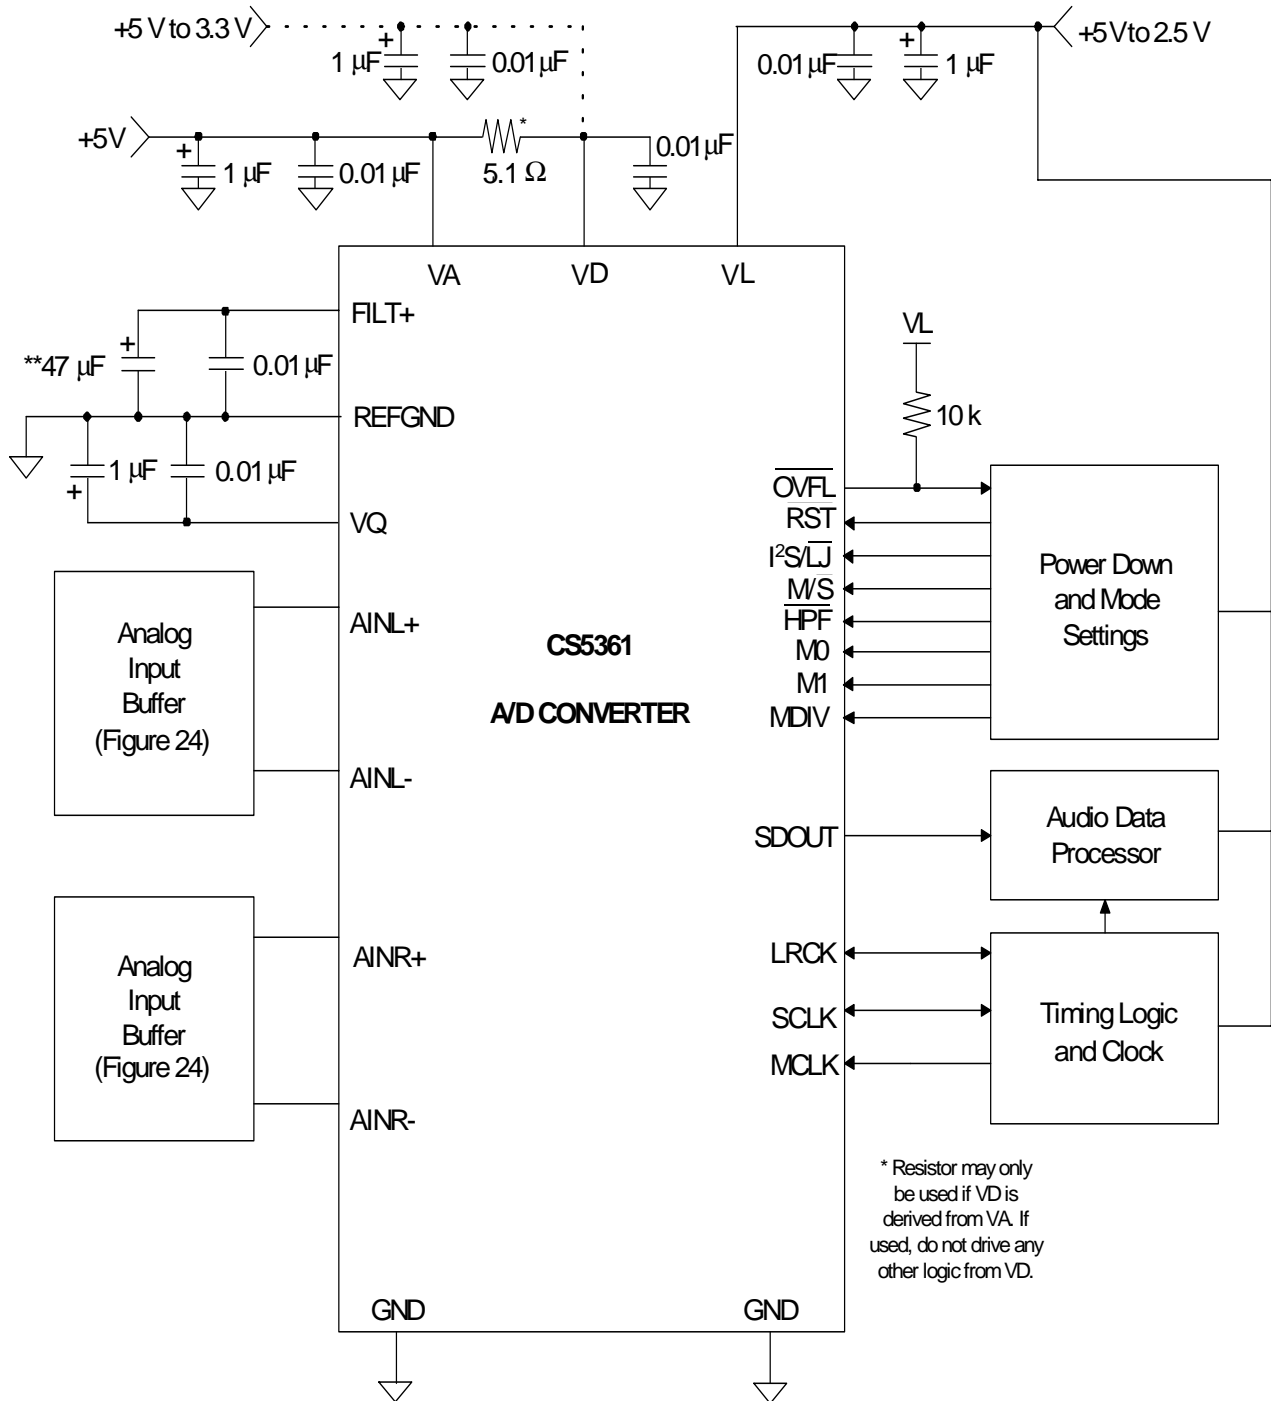 +5 V to 3.3 V
+
1 µF
0.01 µF
0.01 µF
+
1 µF
+5V to 2.5 V
+5V
+
1 µF
0.01 µF
*
5.1 Ω
0.01 µF
VA
VD
VL
FILT+
+
**47 µF
0.01 µF
REFGND
1 µF
+
0.01 µF
VQ
VL
10 k
OVFL
RST
I²S/LJ
M/S
HPF
M0
M1
MDIV
Power Down
and Mode
Settings
Analog
Input
Buffer
(Figure 24)
AINL+
AINL-
CS5361
A/D CONVERTER
SDOUT
Audio Data
Processor
Analog
Input
Buffer
(Figure 24)
AINR+
AINR-
LRCK
SCLK
MCLK
Timing Logic
and Clock
* Resistor may only
be used if VD is
derived from VA. If
used, do not drive any
other logic from VD.
GND
GND